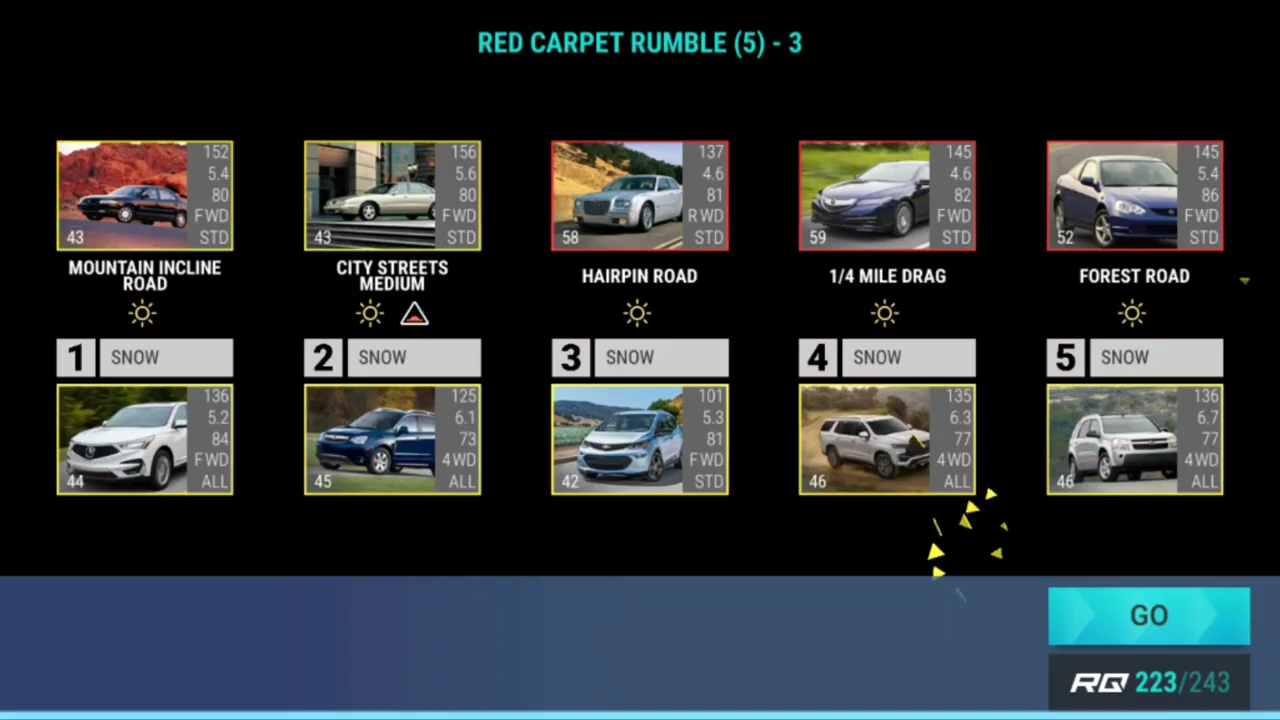 RED CARPET RUMBLE (5) - 3
152
5.4
80
FWD
STD
43
156
5.6
80
FWD
STD
43
137
4.6
81
RWD
STD
58
145
4.6
82
FWD
STD
59
145
5.4
86
FWD
STD
52
MOUNTAIN INCLINE
ROAD
CITY STREETS
MEDIUM
HAIRPIN ROAD
1/4 MILE DRAG
FOREST ROAD
1 SNOW
2 SNOW
3 SNOW
4 SNOW
5 SNOW
136
5.2
84
FWD
ALL
44
125
6.1
73
4WD
ALL
45
101
5.3
81
FWD
STD
42
135
6.3
77
4WD
ALL
46
136
6.7
77
4WD
ALL
46
GO
RQ 223/243